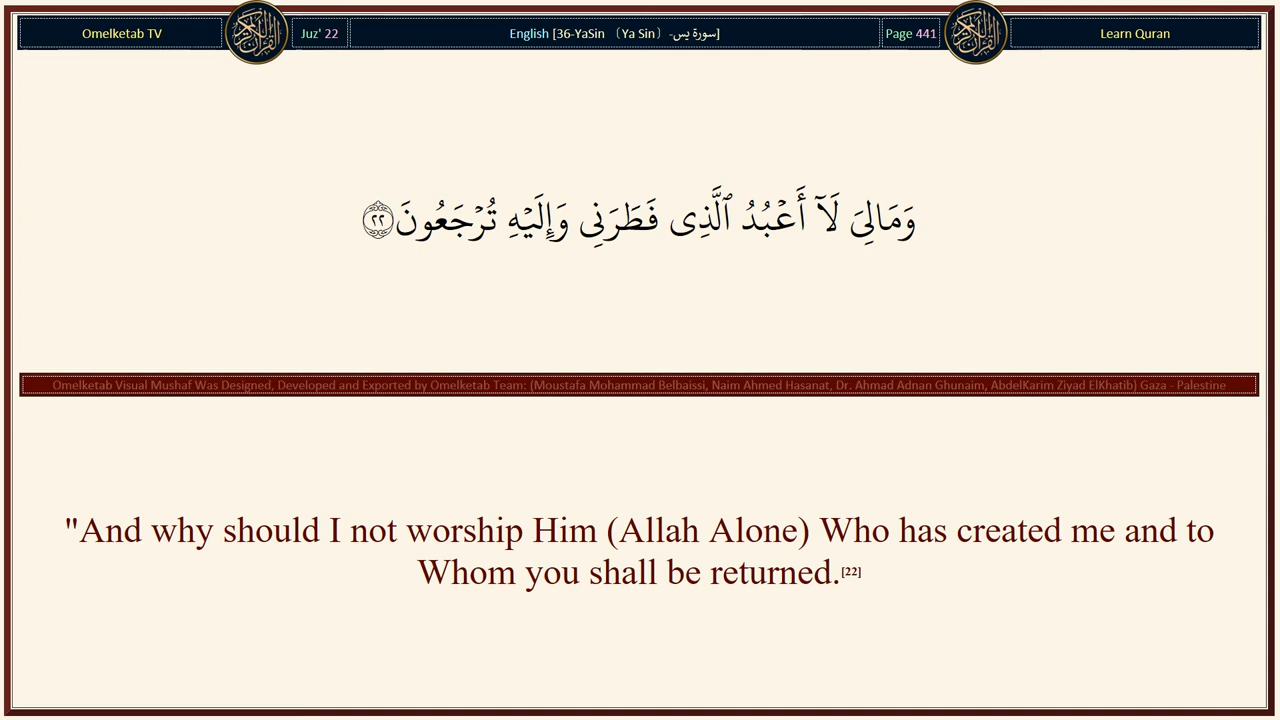 Omelketab TV
Juz' 22
English [36-YaSin （Ya Sin） -سورة يس]
Page 441
Learn Quran
وَمَالِىَ لَآ أَعْبُدُ ٱلَّذِى فَطَرَنِى وَإِلَيْهِ تُرْجَعُونَ ٢٢
Omelketab Visual Mushaf Was Designed, Developed and Exported by Omelketab Team: (Moustafa Mohammad Belbaissi, Naim Ahmed Hasanat, Dr. Ahmad Adnan Ghunaim, AbdelKarim Ziyad ElKhatib) Gaza - Palestine
"And why should I not worship Him (Allah Alone) Who has created me and to
Whom you shall be returned.[22]